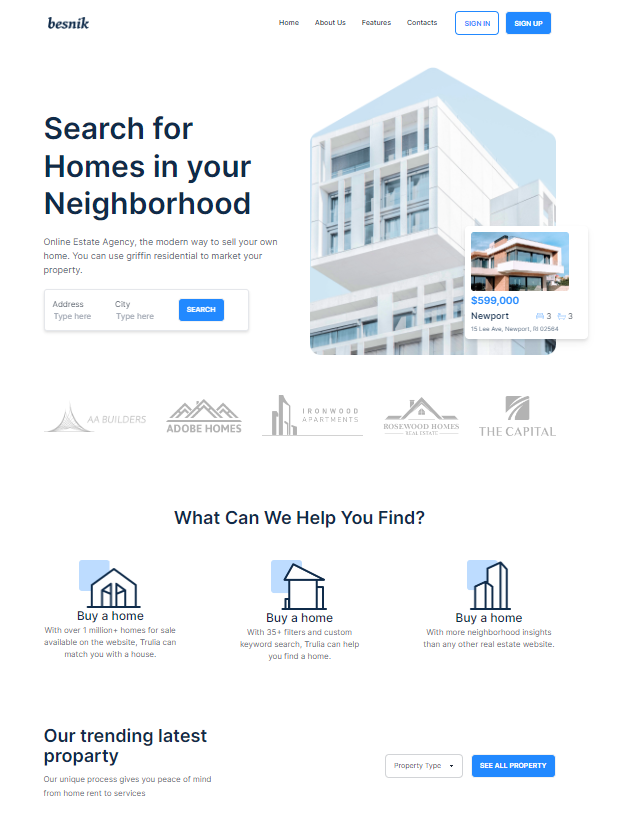 besnik
Home About Us Features Contacts SIGN IN SIGN UP
Search for
Homes in your
Neighborhood
Online Estate Agency, the modern way to sell your own
home. You can use griffin residential to market your
property.
Address City
Type here Type here
SEARCH
$599,000
Newport 3 3
15 Lee Ave, Newport, RI 02564
AA BUILDERS
ADOBE HOMES
IRONWOOD
APARTMENTS
ROSEWOOD HOMES
REAL ESTATE
THE CAPITAL
What Can We Help You Find?
Buy a home
With over 1 million+ homes for sale
available on the website, Trulia can
match you with a house.
Buy a home
With 35+ filters and custom
keyword search, Trulia can help
you find a home.
Buy a home
With more neighborhood insights
than any other real estate website.
Our trending latest
proparty
Our unique process gives you peace of mind
from home rent to services
Property Type
SEE ALL PROPERTY